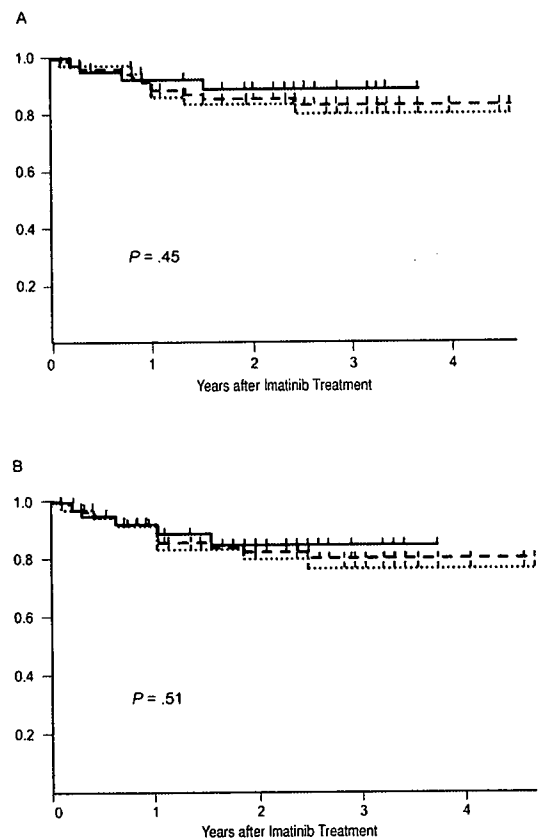 A
1.0
0.8
0.6
0.4
0.2
P = .45
0 1 2 3 4
Years after Imatinib Treatment
B
1.0
0.8
0.6
0.4
0.2
P = .51
0 1 2 3 4
Years after Imatinib Treatment